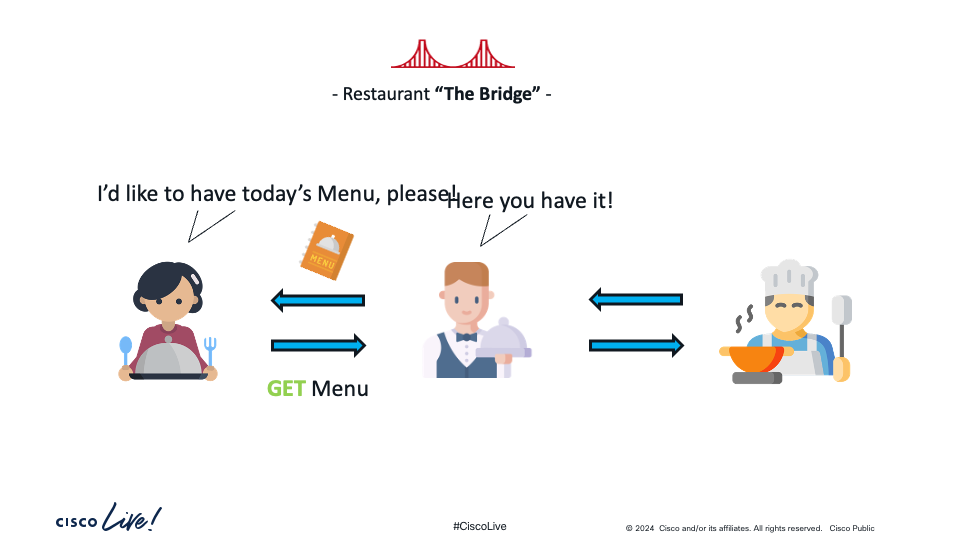 - Restaurant “The Bridge” -
I’d like to have today’s Menu, please!
Here you have it!
MENU
GET Menu
CISCO Live!
#CiscoLive
© 2024 Cisco and/or its affiliates. All rights reserved. Cisco Public